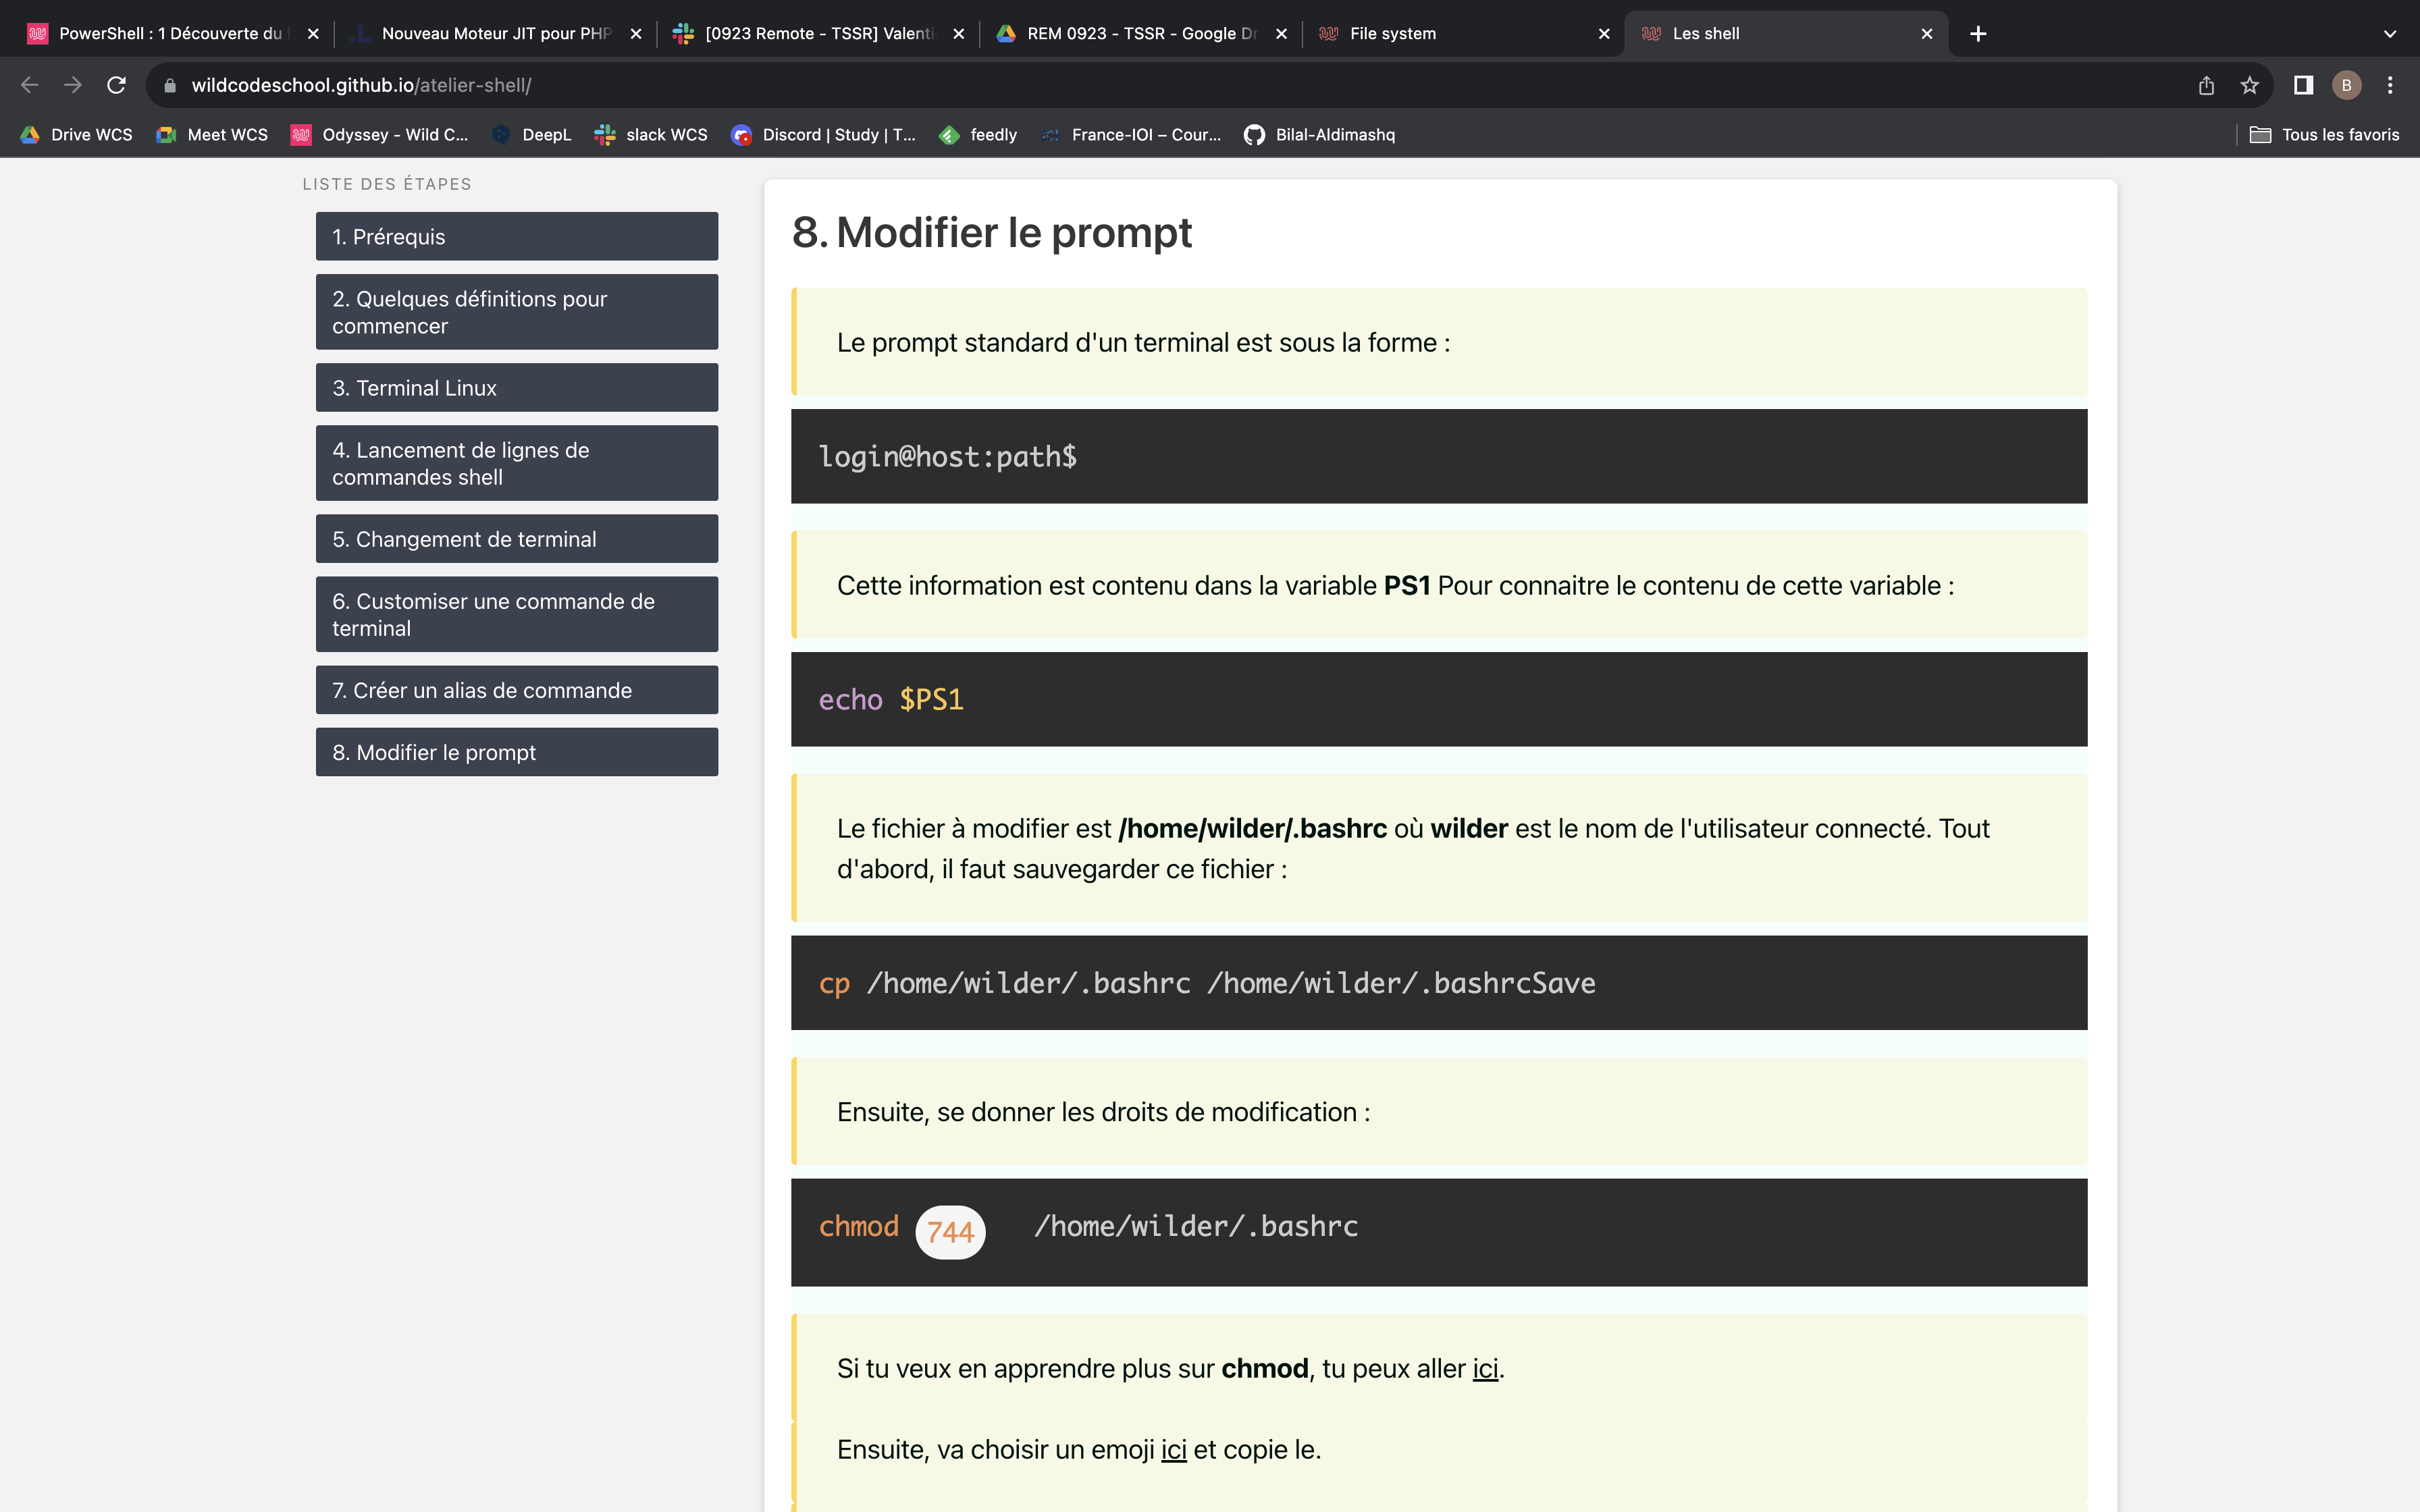 PowerShell : 1 Découverte du
Nouveau Moteur JIT pour PHP
[0923 Remote - TSSR] Valenti
REM 0923 - TSSR - Google Dr
File system
Les shell
wildcodeschool.github.io/atelier-shell/
B
Drive WCS
Meet WCS
Odyssey - Wild C...
DeepL
slack WCS
Discord | Study | T...
feedly
France-IOI – Cour...
Bilal-Aldimashq
Tous les favoris
LISTE DES ÉTAPES
1. Prérequis
2. Quelques définitions pour
commencer
3. Terminal Linux
4. Lancement de lignes de
commandes shell
5. Changement de terminal
6. Customiser une commande de
terminal
7. Créer un alias de commande
8. Modifier le prompt
8. Modifier le prompt
Le prompt standard d'un terminal est sous la forme :
login@host:path$
Cette information est contenu dans la variable PS1 Pour connaitre le contenu de cette variable :
echo $PS1
Le fichier à modifier est /home/wilder/.bashrc où wilder est le nom de l'utilisateur connecté. Tout
d'abord, il faut sauvegarder ce fichier :
cp /home/wilder/.bashrc /home/wilder/.bashrcSave
Ensuite, se donner les droits de modification :
chmod 744 /home/wilder/.bashrc
Si tu veux en apprendre plus sur chmod, tu peux aller ici.
Ensuite, va choisir un emoji ici et copie le.